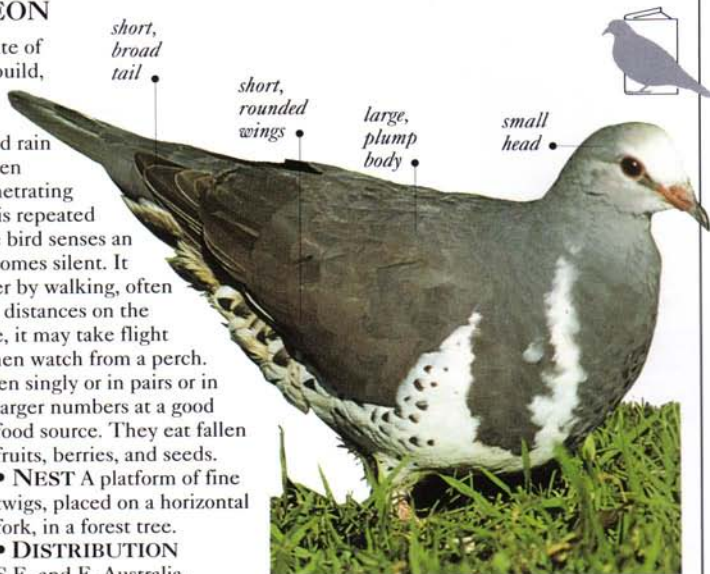 EON
te of
build,
d rain
en
netrating
is repeated
e bird senses an
omes silent. It
er by walking, often
distances on the
e, it may take flight
hen watch from a perch.
en singly or in pairs or in
arger numbers at a good
food source. They eat fallen
fruits, berries, and seeds.
• NEST A platform of fine
twigs, placed on a horizontal
fork, in a forest tree.
• DISTRIBUTION
S.E. and E. Australia
short,
broad
tail
short,
rounded
wings
large,
plump
body
small
head